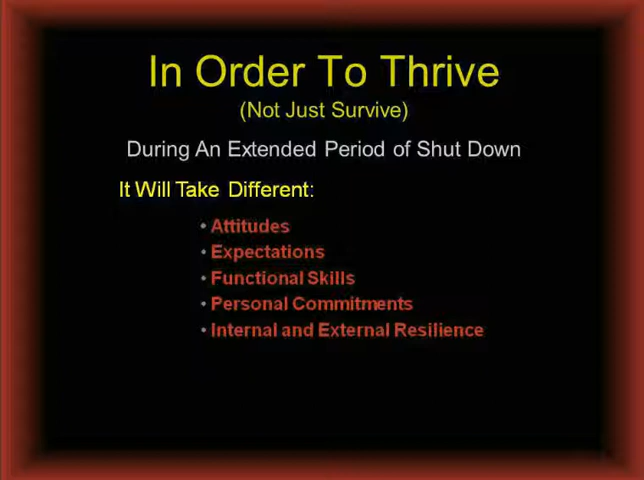 In Order To Thrive
(Not Just Survive)
During An Extended Period of Shut Down
It Will Take Different:
• Attitudes
• Expectations
• Functional Skills
• Personal Commitments
• Internal and External Resilience